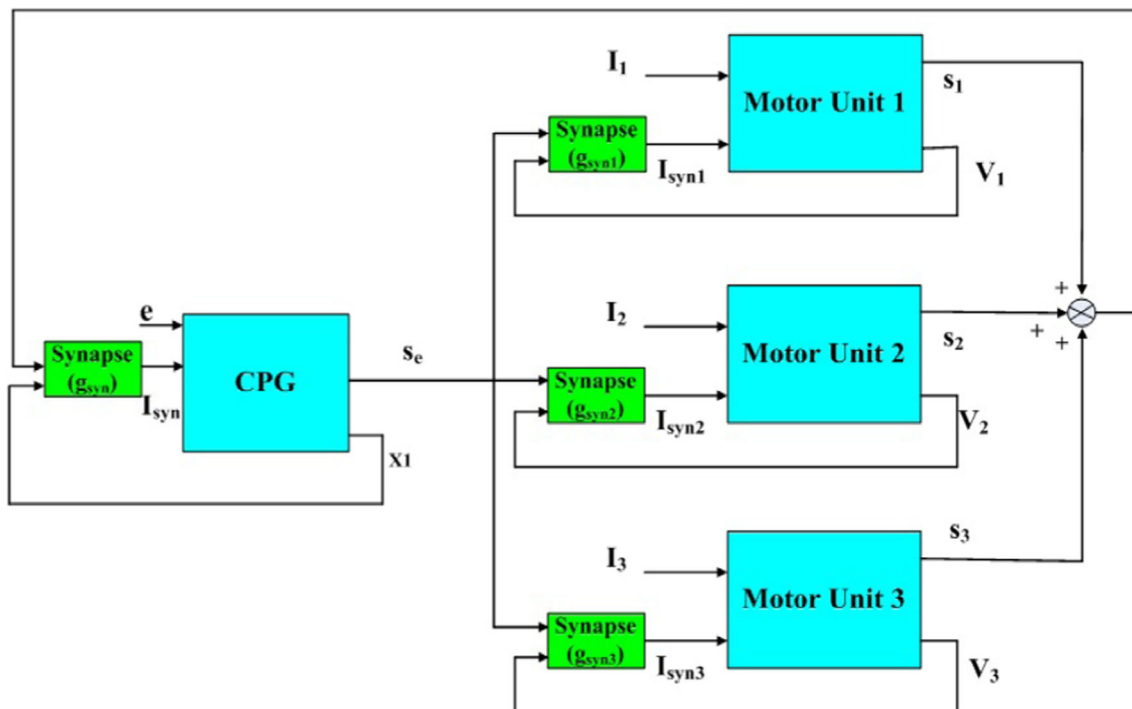 I₁
Motor Unit 1
s₁
Synapse
(gsyn1)
Isyn1
V₁
+
I₂
Motor Unit 2
s₂
+
+
e
Synapse
(gsyn)
Isyn
CPG
se
Synapse
(gsyn2)
Isyn2
V₂
X1
I₃
Motor Unit 3
s₃
Synapse
(gsyn3)
Isyn3
V₃